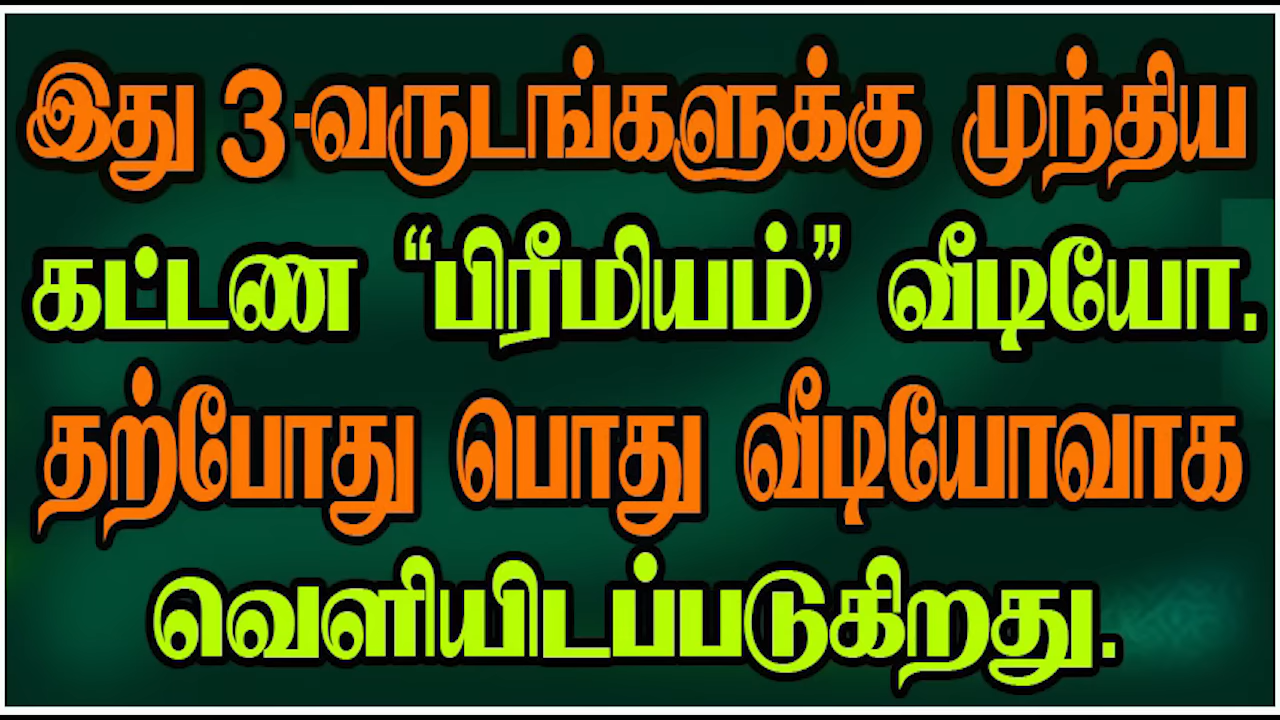 இது 3-வருடங்களுக்கு முந்திய
கட்டண “பிரீமியம்” வீடியோ.
தற்போது பொது வீடியோவாக
வெளியிடப்படுகிறது.